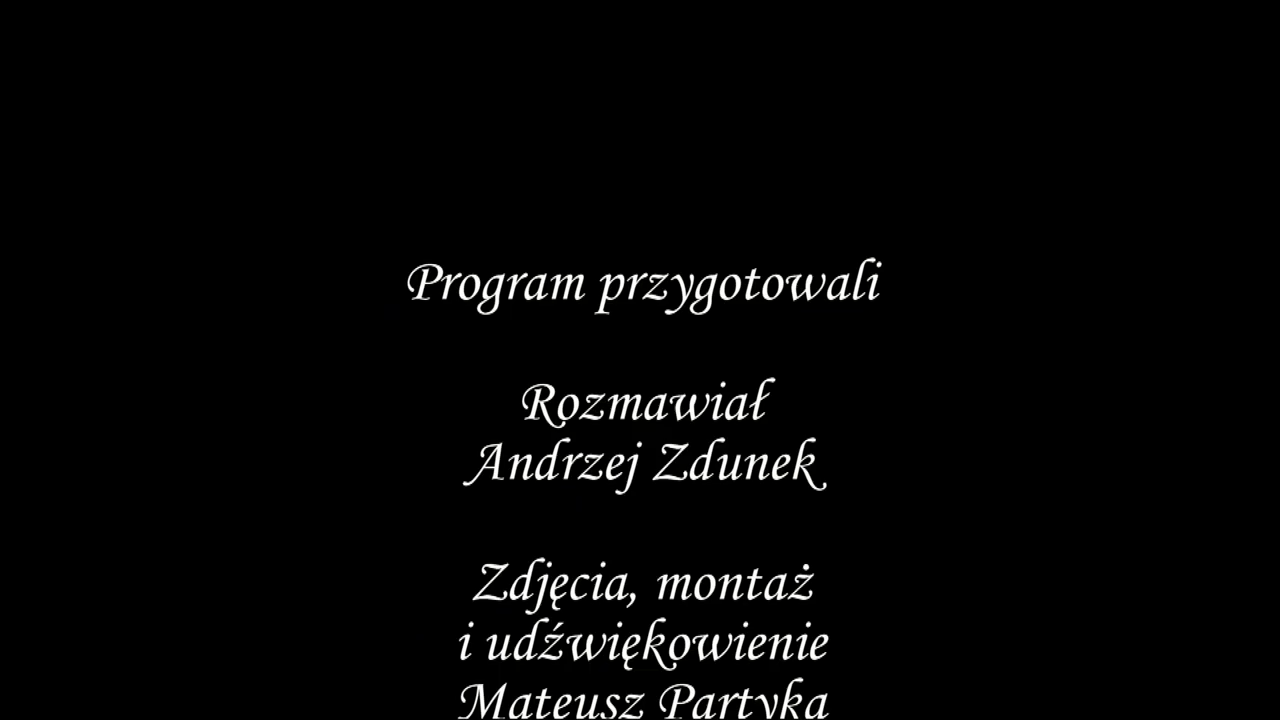 Program przygotowali
Rozmawiał
Andrzej Zdunek
Zdjęcia, montaż
i udźwiękowienie
Mateusz Partyka